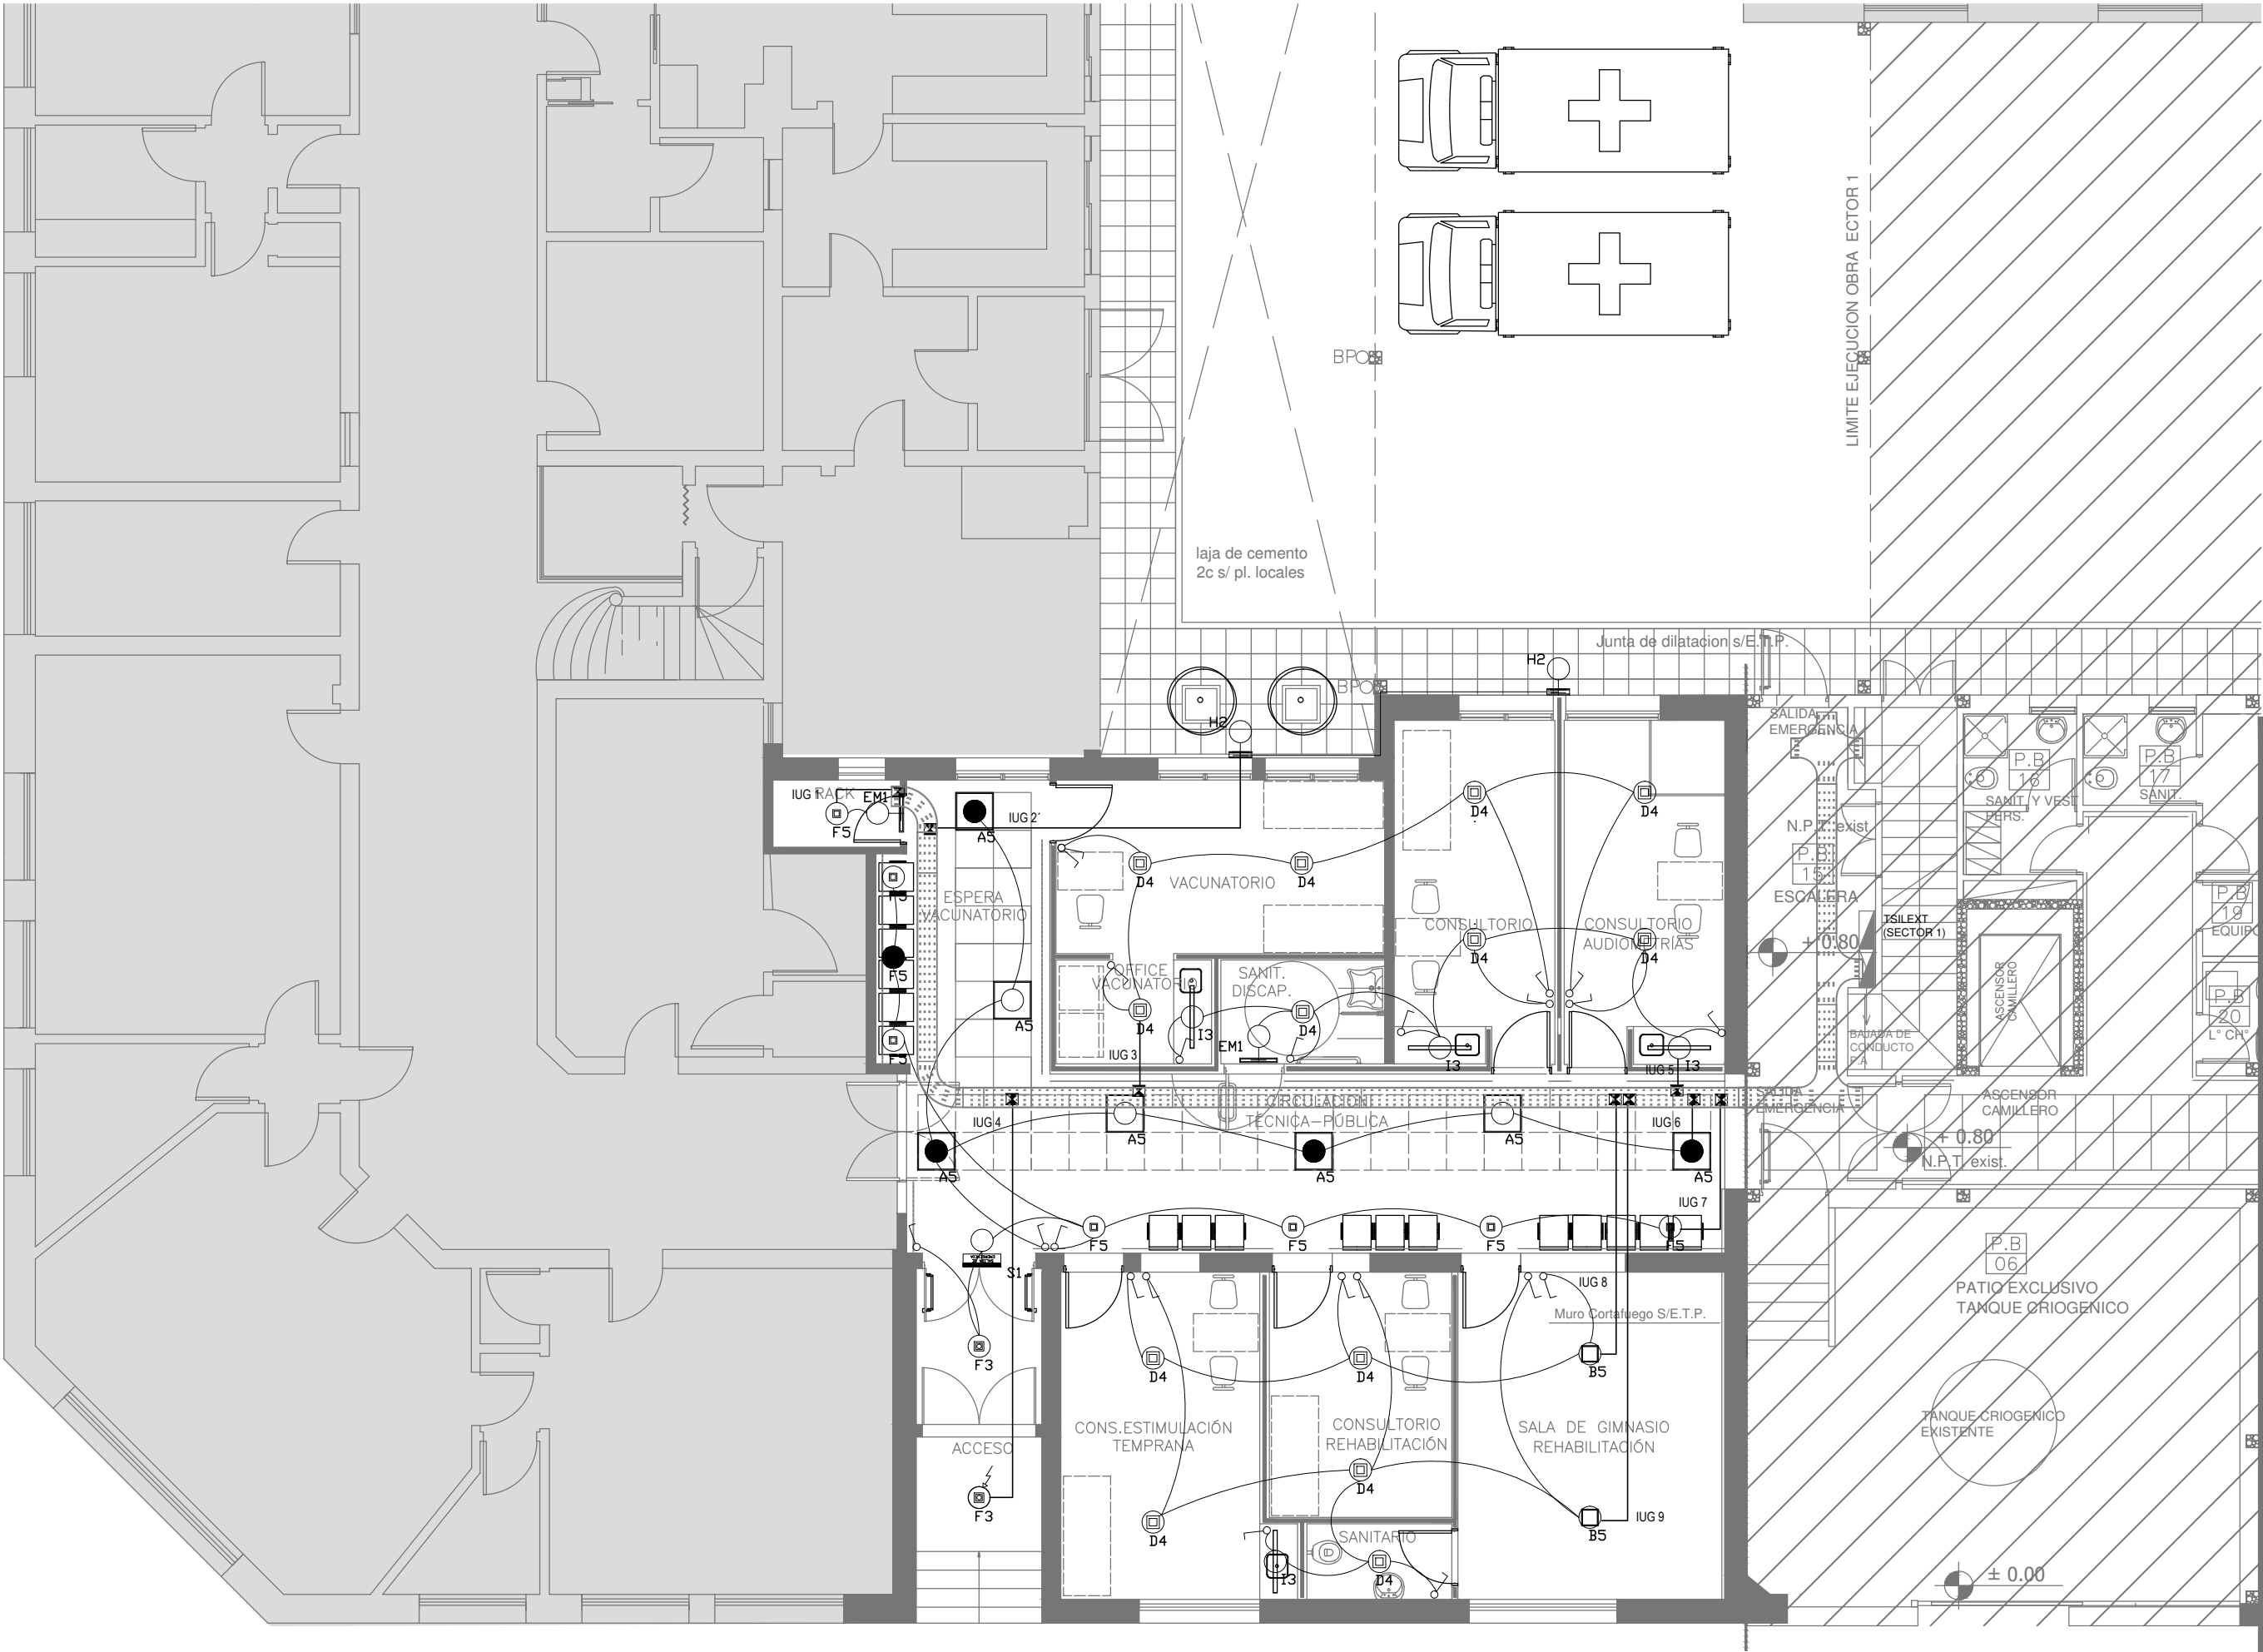 LIMITE EJECUCION OBRA ECTOR 1
BPO
laja de cemento
2c s/ pl. locales
Junta de dilatacion s/E.T.P.
H2
BPO
H2
SALIDA
EMERGENCIA
P.B
16
P.B
17
SANIT. Y VEST
PERS.
SANIT.
IUG 1
RACK
EM1
F5
A5
IUG 2´
D4
D4
N.P.T. exist.
P.B
15
ESCALERA
D4
D4
VACUNATORIO
F5
ESPERA
VACUNATORIO
CONSULTORIO
CONSULTORIO
AUDIOMETRIAS
D4
D4
TSILEXT
(SECTOR 1)
+ 0.80
P.B
19
EQUIPO
F5
OFFICE
VACUNATORIO
SANIT.
DISCAP.
ASCENSOR
CAMILLERO
P.B
20
L° CH°
A5
D4
I3
D4
EM1
F5
IUG 3
I3
I3
IUG 5
V
BAJADA DE
CONDUCTO
P.A
SALIDA
EMERGENCIA
ASCENSOR
CAMILLERO
CIRCULACION
TÉCNICA-PÚBLICA
IUG 4
A5
A5
IUG 6
A5
A5
A5
+ 0.80
N.P.T. exist.
IUG 7
F5
F5
F5
F5
S1
IUG 8
Muro Cortafuego S/E.T.P.
P.B
06
PATIO EXCLUSIVO
TANQUE CRIOGENICO
F3
D4
D4
B5
CONS.ESTIMULACIÓN
TEMPRANA
CONSULTORIO
REHABILITACIÓN
SALA DE GIMNASIO
REHABILITACIÓN
TANQUE CRIOGENICO
EXISTENTE
ACCESO
F3
D4
D4
B5
IUG 9
SANITARIO
I3
D4
± 0.00